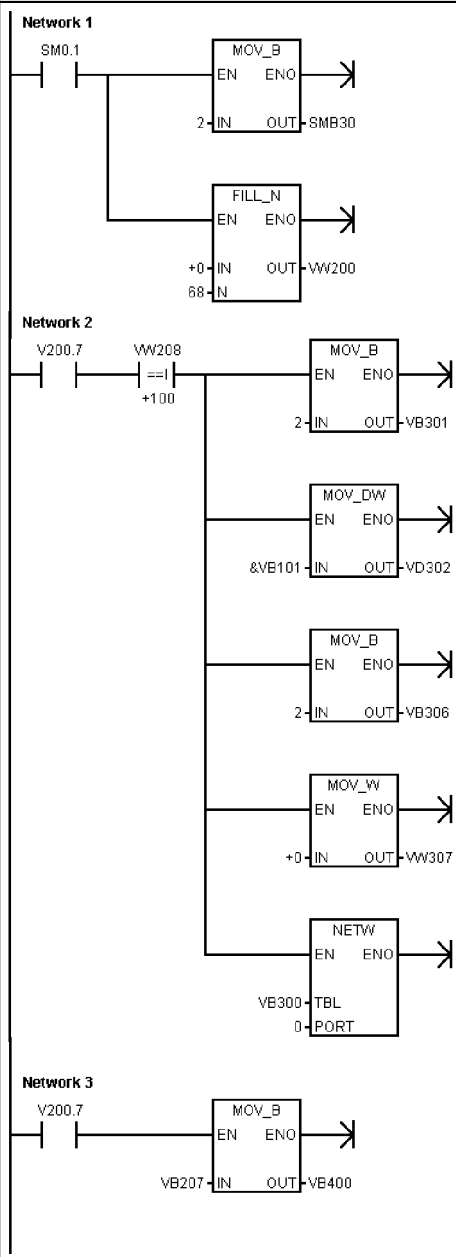 Network 1
SM0.1
MOV_B
EN ENO
2 IN OUT SMB30
FILL_N
EN ENO
+0 IN OUT VW200
68 N
Network 2
V200.7 VW208 MOV_B
==I EN ENO
+100
2 IN OUT VB301
MOV_DW
EN ENO
&VB101 IN OUT VD302
MOV_B
EN ENO
2 IN OUT VB306
MOV_W
EN ENO
+0 IN OUT VW307
NETW
EN ENO
VB300 TBL
0 PORT
Network 3
V200.7 MOV_B
EN ENO
VB207 IN OUT VB400